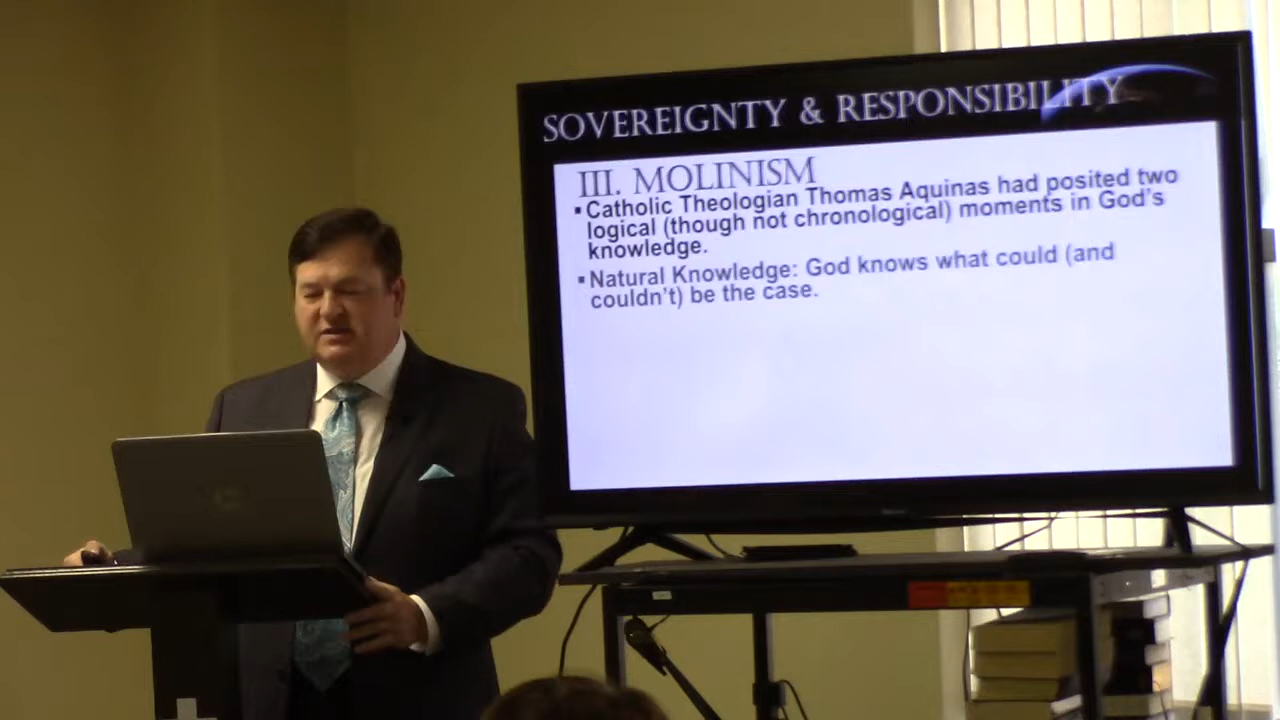 SOVEREIGNTY & RESPONSIBILITY
III. MOLINISM
▪Catholic Theologian Thomas Aquinas had posited two
logical (though not chronological) moments in God's
knowledge.
▪Natural Knowledge: God knows what could (and
couldn't) be the case.